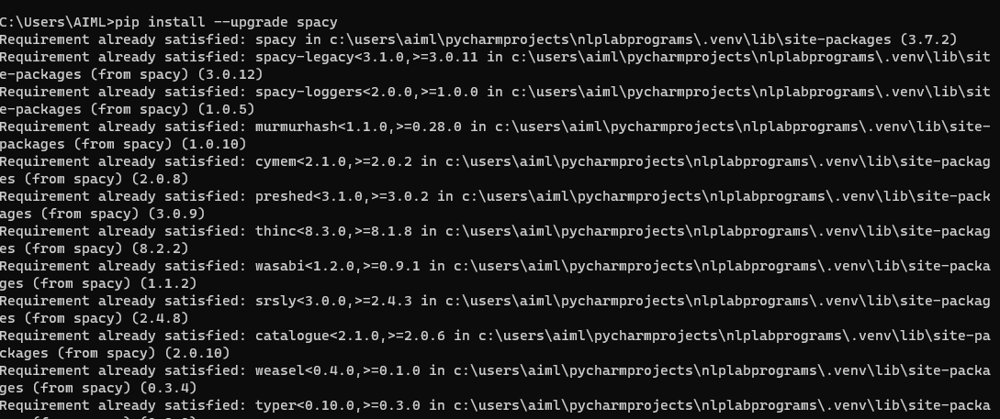 C:\Users\AIML>pip install --upgrade spacy
Requirement already satisfied: spacy in c:\users\aiml\pycharmprojects\nlplabprograms\.venv\lib\site-packages (3.7.2)
Requirement already satisfied: spacy-legacy<3.1.0,>=3.0.11 in c:\users\aiml\pycharmprojects\nlplabprograms\.venv\lib\sit
e-packages (from spacy) (3.0.12)
Requirement already satisfied: spacy-loggers<2.0.0,>=1.0.0 in c:\users\aiml\pycharmprojects\nlplabprograms\.venv\lib\sit
e-packages (from spacy) (1.0.5)
Requirement already satisfied: murmurhash<1.1.0,>=0.28.0 in c:\users\aiml\pycharmprojects\nlplabprograms\.venv\lib\site-
packages (from spacy) (1.0.10)
Requirement already satisfied: cymem<2.1.0,>=2.0.2 in c:\users\aiml\pycharmprojects\nlplabprograms\.venv\lib\site-packag
es (from spacy) (2.0.8)
Requirement already satisfied: preshed<3.1.0,>=3.0.2 in c:\users\aiml\pycharmprojects\nlplabprograms\.venv\lib\site-pack
ages (from spacy) (3.0.9)
Requirement already satisfied: thinc<8.3.0,>=8.1.8 in c:\users\aiml\pycharmprojects\nlplabprograms\.venv\lib\site-packag
es (from spacy) (8.2.2)
Requirement already satisfied: wasabi<1.2.0,>=0.9.1 in c:\users\aiml\pycharmprojects\nlplabprograms\.venv\lib\site-packa
ges (from spacy) (1.1.2)
Requirement already satisfied: srsly<3.0.0,>=2.4.3 in c:\users\aiml\pycharmprojects\nlplabprograms\.venv\lib\site-packag
es (from spacy) (2.4.8)
Requirement already satisfied: catalogue<2.1.0,>=2.0.6 in c:\users\aiml\pycharmprojects\nlplabprograms\.venv\lib\site-pa
ckages (from spacy) (2.0.10)
Requirement already satisfied: weasel<0.4.0,>=0.1.0 in c:\users\aiml\pycharmprojects\nlplabprograms\.venv\lib\site-packa
ges (from spacy) (0.3.4)
Requirement already satisfied: typer<0.10.0,>=0.3.0 in c:\users\aiml\pycharmprojects\nlplabprograms\.venv\lib\site-packa